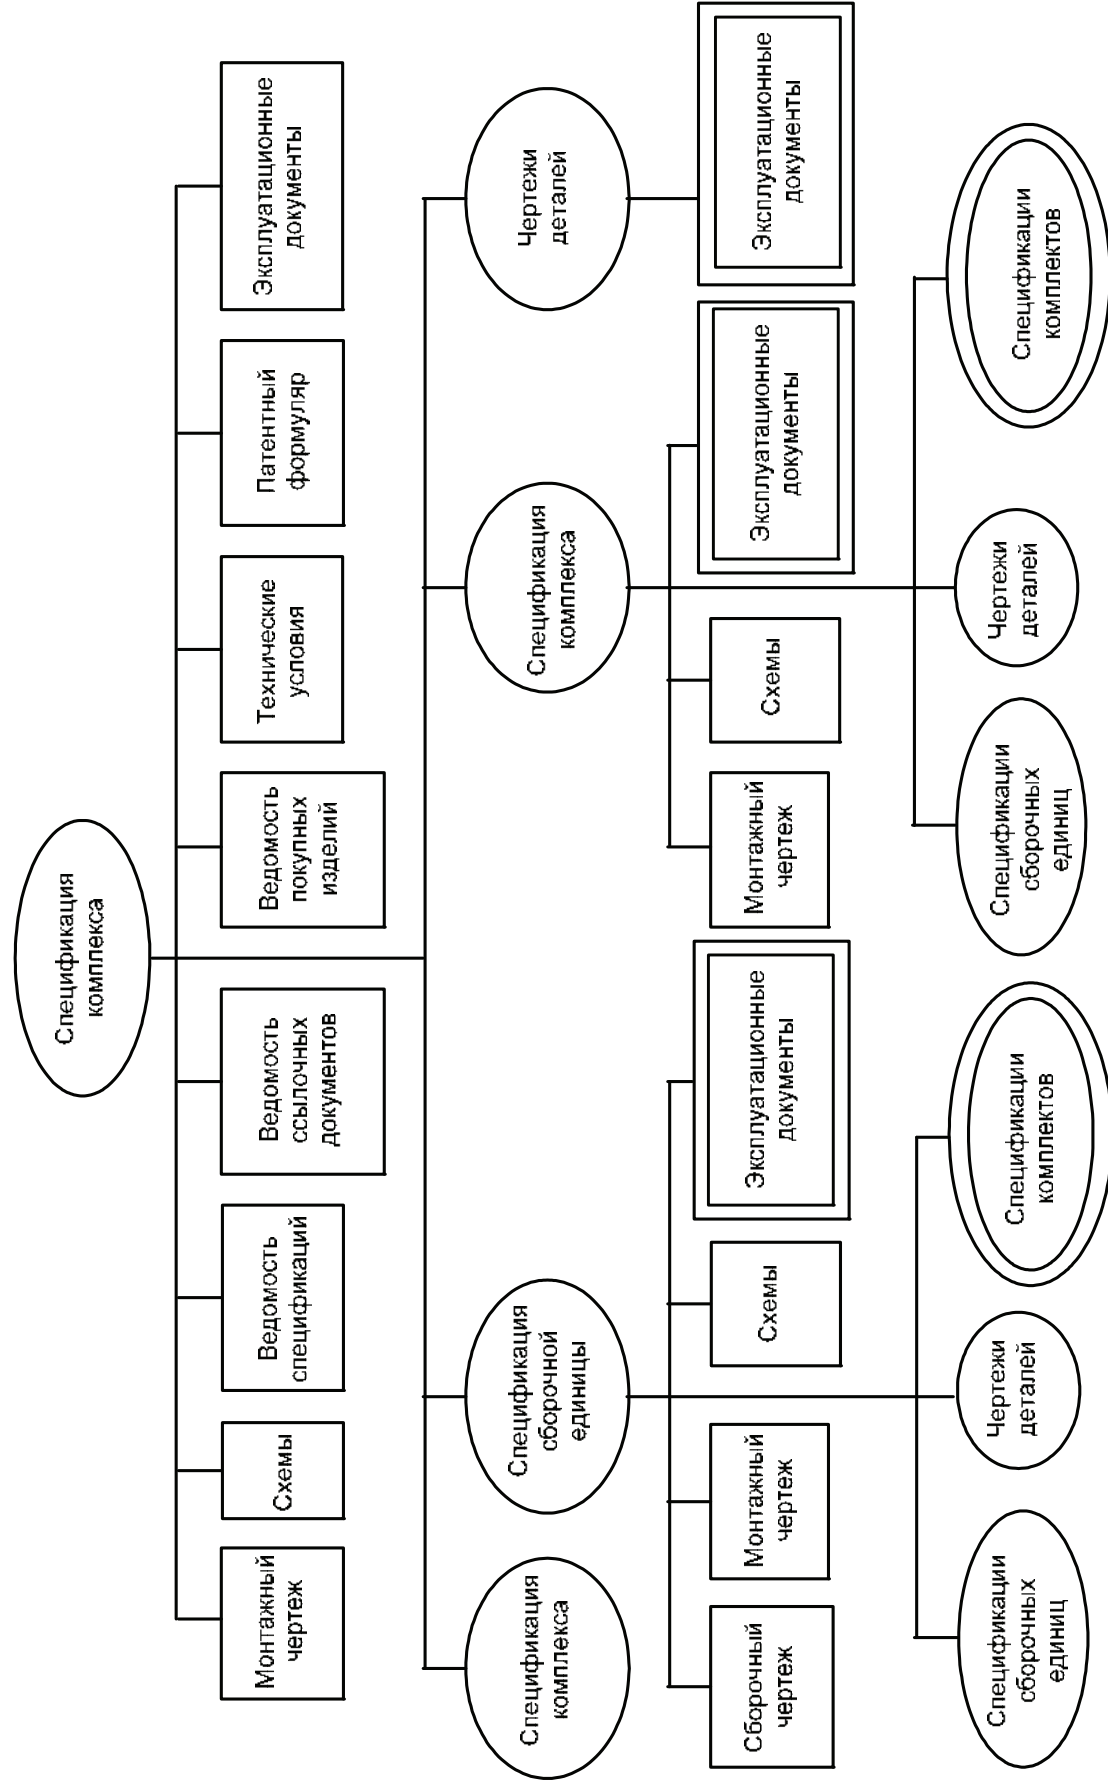 Спецификация
комплекса
Монтажный
чертеж
Схемы
Ведомость
спецификаций
Ведомость
ссылочных
документов
Ведомость
покупных
изделий
Технические
условия
Патентный
формуляр
Эксплуатационные
документы
Спецификация
комплекса
Спецификация
сборочной
единицы
Спецификация
комплекса
Чертежи
деталей
Сборочный
чертеж
Монтажный
чертеж
Схемы
Эксплуатационные
документы
Монтажный
чертеж
Схемы
Эксплуатационные
документы
Эксплуатационные
документы
Спецификации
сборочных
единиц
Чертежи
деталей
Спецификации
комплектов
Спецификации
сборочных
единиц
Чертежи
деталей
Спецификации
комплектов